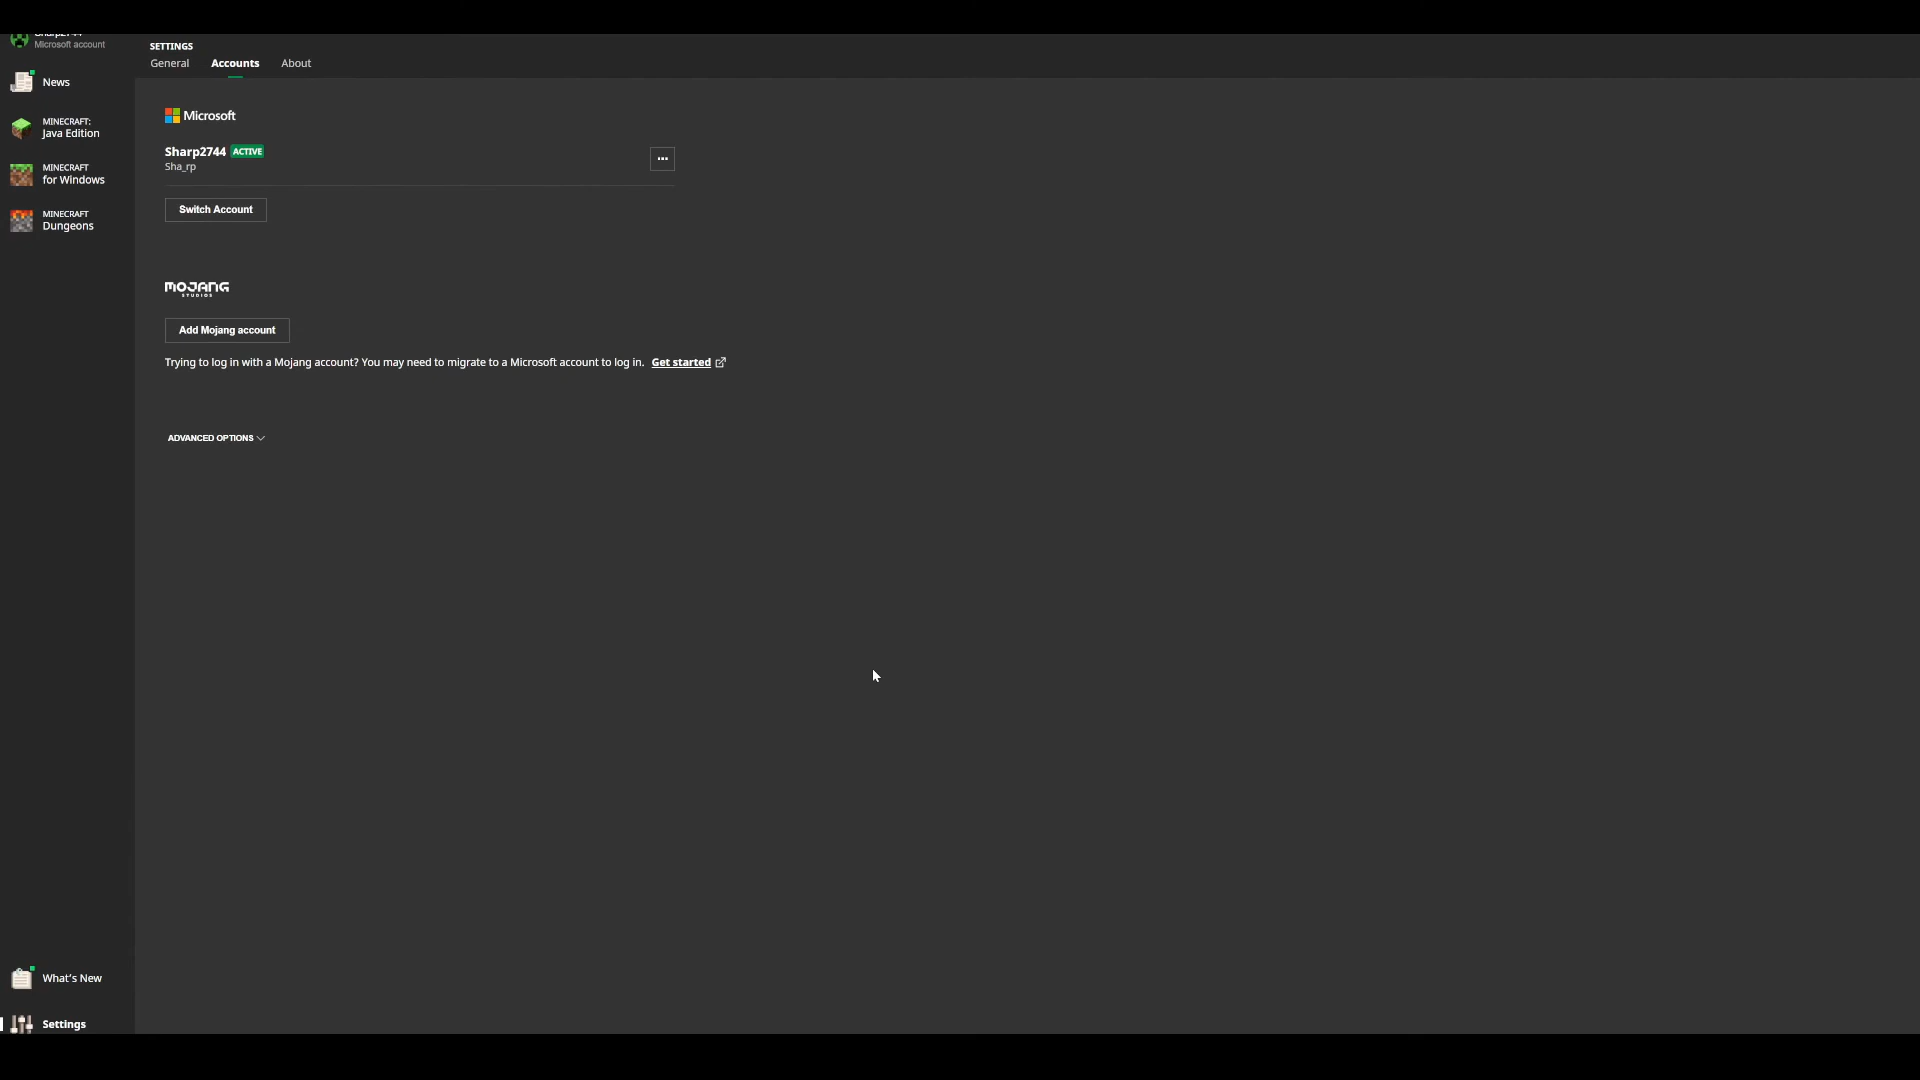 Microsoft account
News
MINECRAFT:
Java Edition
MINECRAFT
for Windows
MINECRAFT
Dungeons
What's New
Settings
SETTINGS
General Accounts About
Microsoft
Sharp2744 ACTIVE
Sha_rp
...
Switch Account
MOJANG
STUDIOS
Add Mojang account
Trying to log in with a Mojang account? You may need to migrate to a Microsoft account to log in. Get started
ADVANCED OPTIONS